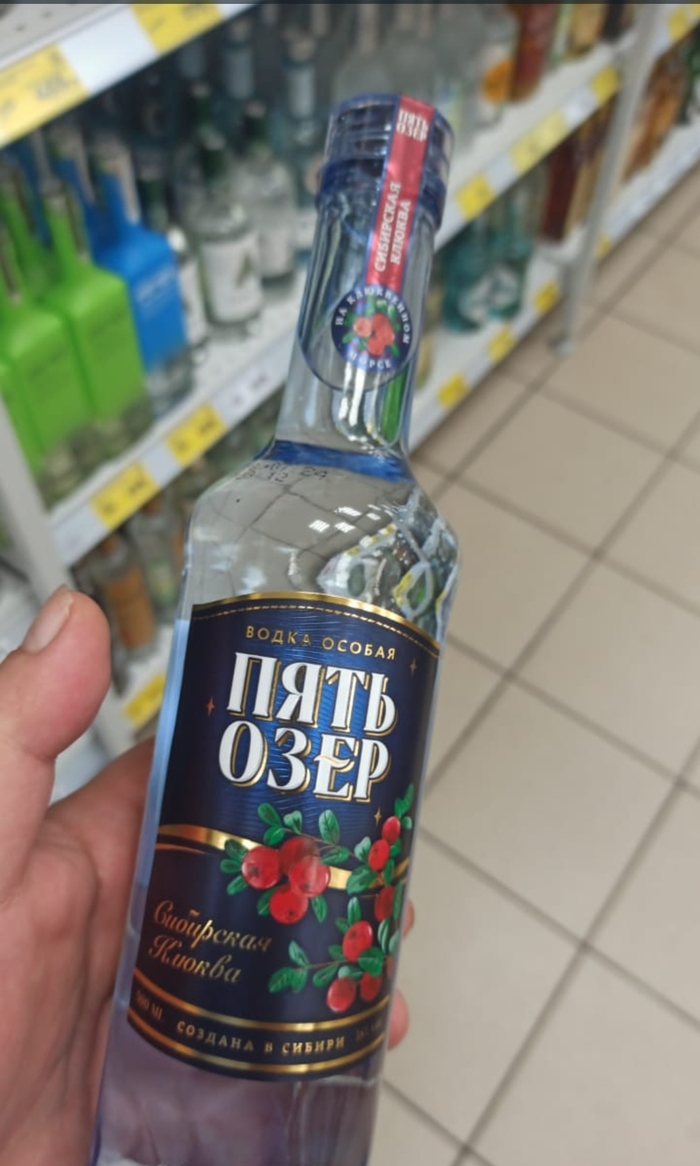 ПЯТЬ
ОЗЕР
СИБИРСКАЯ
КЛЮКВА
НА КЛЮКВЕННОМ
МОРСЕ
ВОДКА ОСОБАЯ
ПЯТЬ
ОЗЕР
Сибирская
Клюква
СОЗДАНА В СИБИРИ